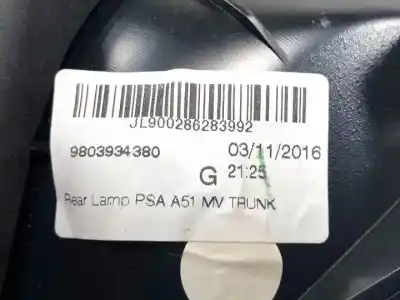 JL900286283992
9803934380 03/11/2016
G 21:25
Rear Lamp PSA A51 MV TRUNK